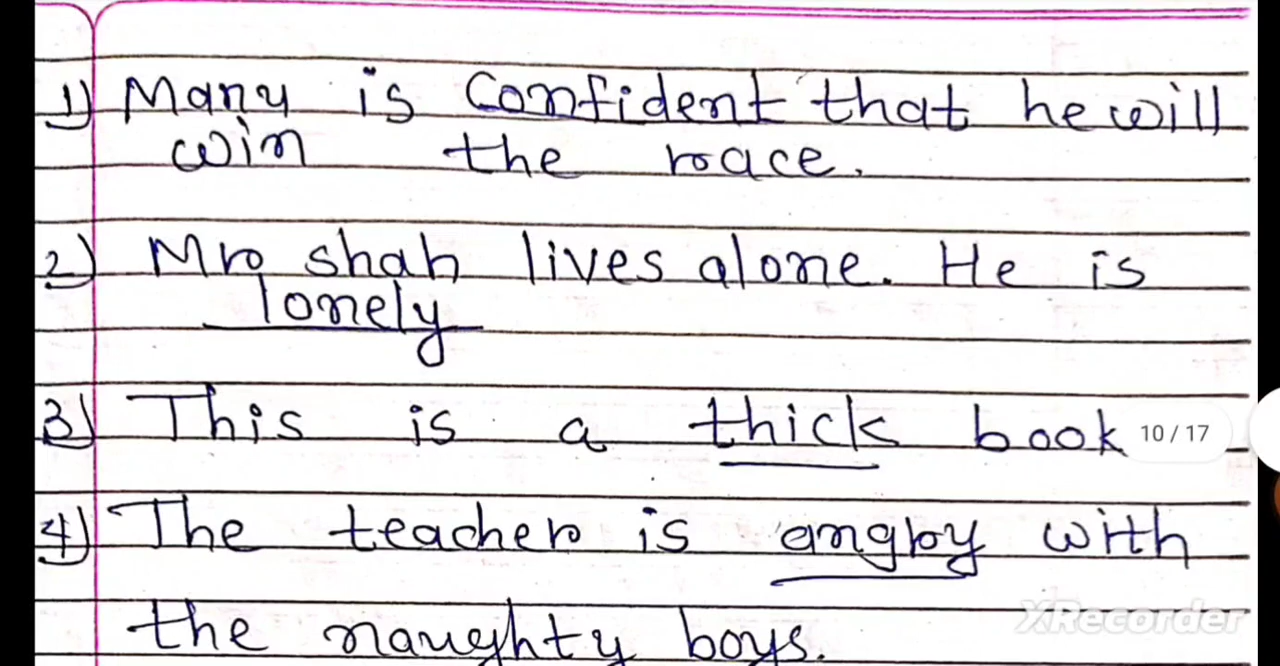 1) Manu is Confident that he will
win the race.
2) Mr shah lives alone. He is
lonely
3) This is a thick book
10 / 17
4) The teacher is angry with
the naughty boys.
XRecorder